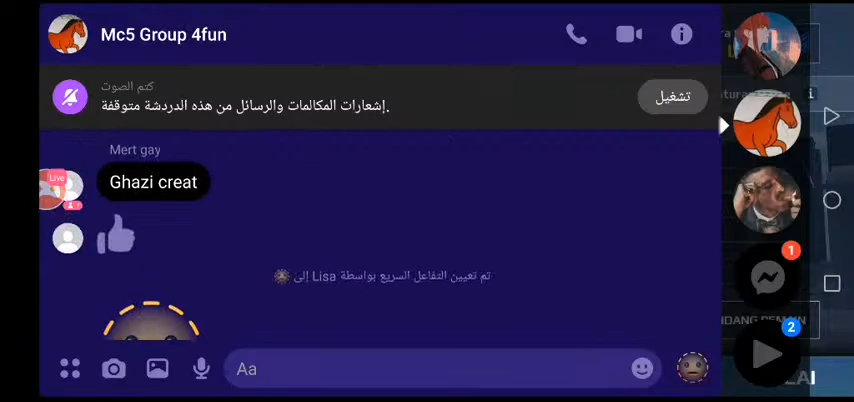 Mc5 Group 4fun
كتم الصوت
إشعارات المكالمات والرسائل من هذه الدردشة متوقفة.
تشغيل
Mert gay
Live
Ghazi creat
تم تعيين التفاعل السريع بواسطة Lisa إلى
1
2
Aa